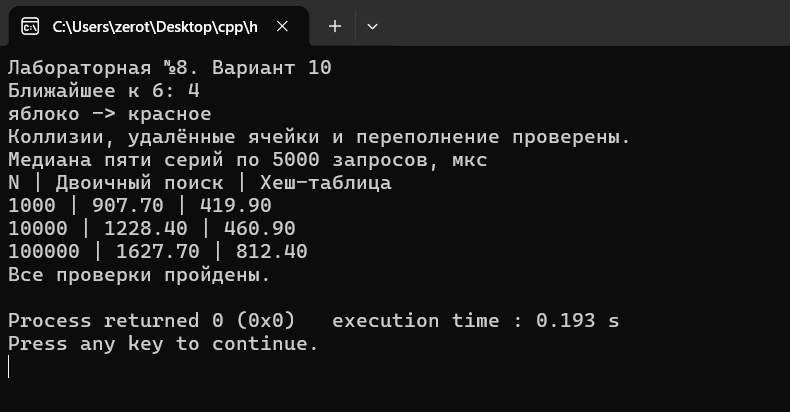 C:\Users\zerot\Desktop\cpp\h
Лабораторная №8. Вариант 10
Ближайшее к 6: 4
яблоко -> красное
Коллизии, удалённые ячейки и переполнение проверены.
Медиана пяти серий по 5000 запросов, мкс
N | Двоичный поиск | Хеш-таблица
1000 | 907.70 | 419.90
10000 | 1228.40 | 460.90
100000 | 1627.70 | 812.40
Все проверки пройдены.
Process returned 0 (0x0)   execution time : 0.193 s
Press any key to continue.